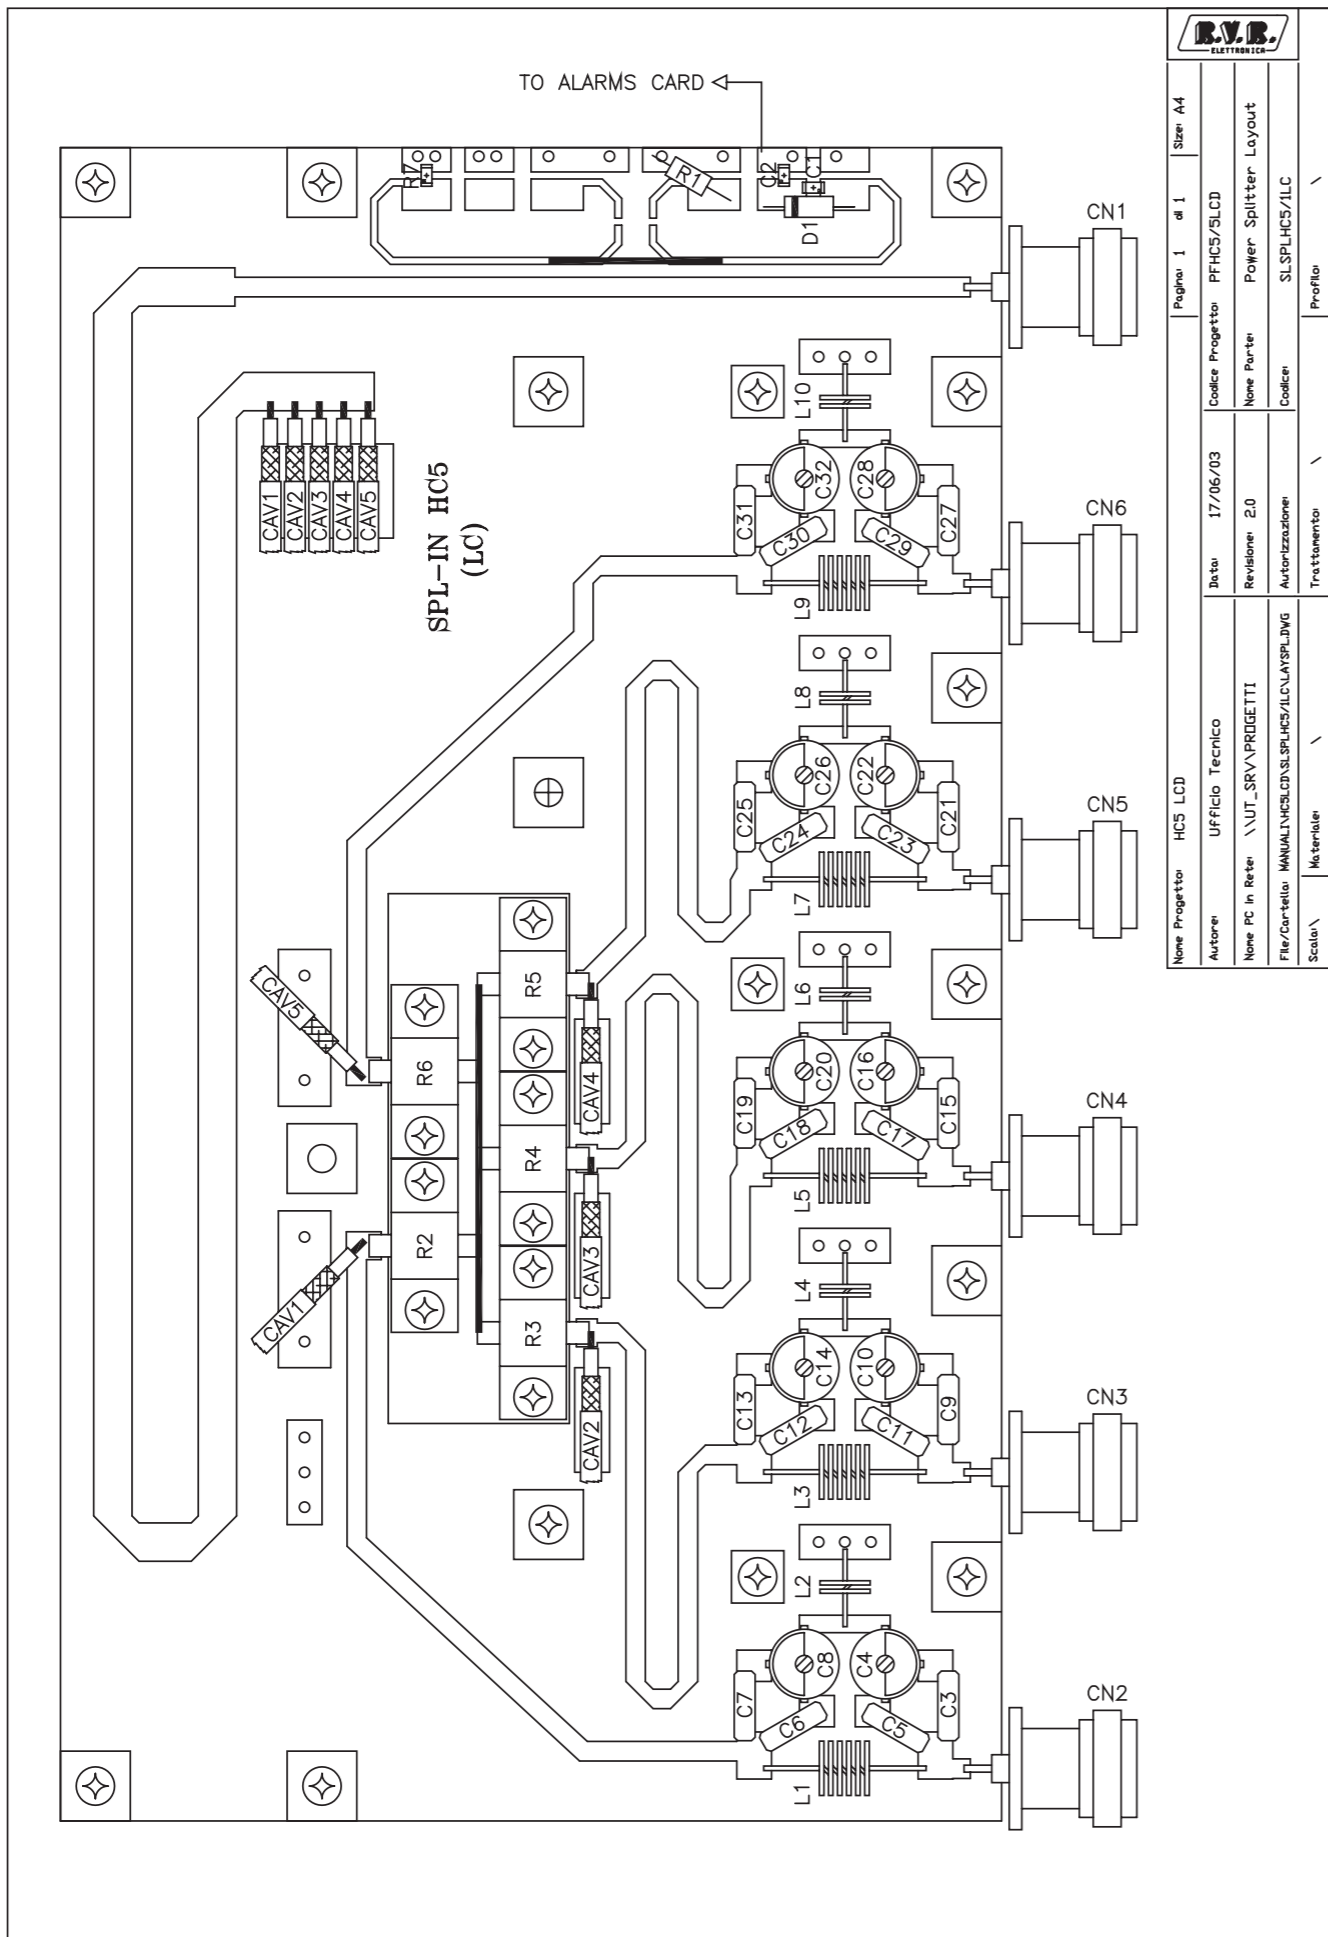 TO ALARMS CARD
R7
R1
C2
C1
D1
CN1
CAV1
CAV2
CAV3
CAV4
CAV5
SPL-IN HC5
(LC)
L10
C32
C28
C31
C30
C29
C27
L9
CN6
L8
C26
C22
C25
C24
C23
C21
L7
CN5
CAV5
R6
R5
CAV4
L6
C20
C16
C19
C18
C17
C15
L5
CN4
R4
R2
CAV3
CAV1
R3
CAV2
L4
C14
C10
C13
C12
C11
C9
L3
CN3
L2
C8
C4
C7
C6
C5
C3
L1
CN2
R.V.R.
ELETTRONICA
Nome Progetto: HC5 LCD
Pagina: 1 di 1
Size: A4
Autore: Ufficio Tecnico
Data: 17/06/03
Codice Progetto: PFHC5/5LCD
Nome PC in Rete: \\UT_SRV\PROGETTI
Revisione: 2.0
Nome Parte: Power Splitter Layout
File/Cartella: MANUALI\HC5LCD\SLSPLHC5/1LC\LAYSPL.DWG
Autorizzazione:
Codice: SLSPLHC5/1LC
Scala: \
Materiale: /
Trattamento: /
Profilo: /